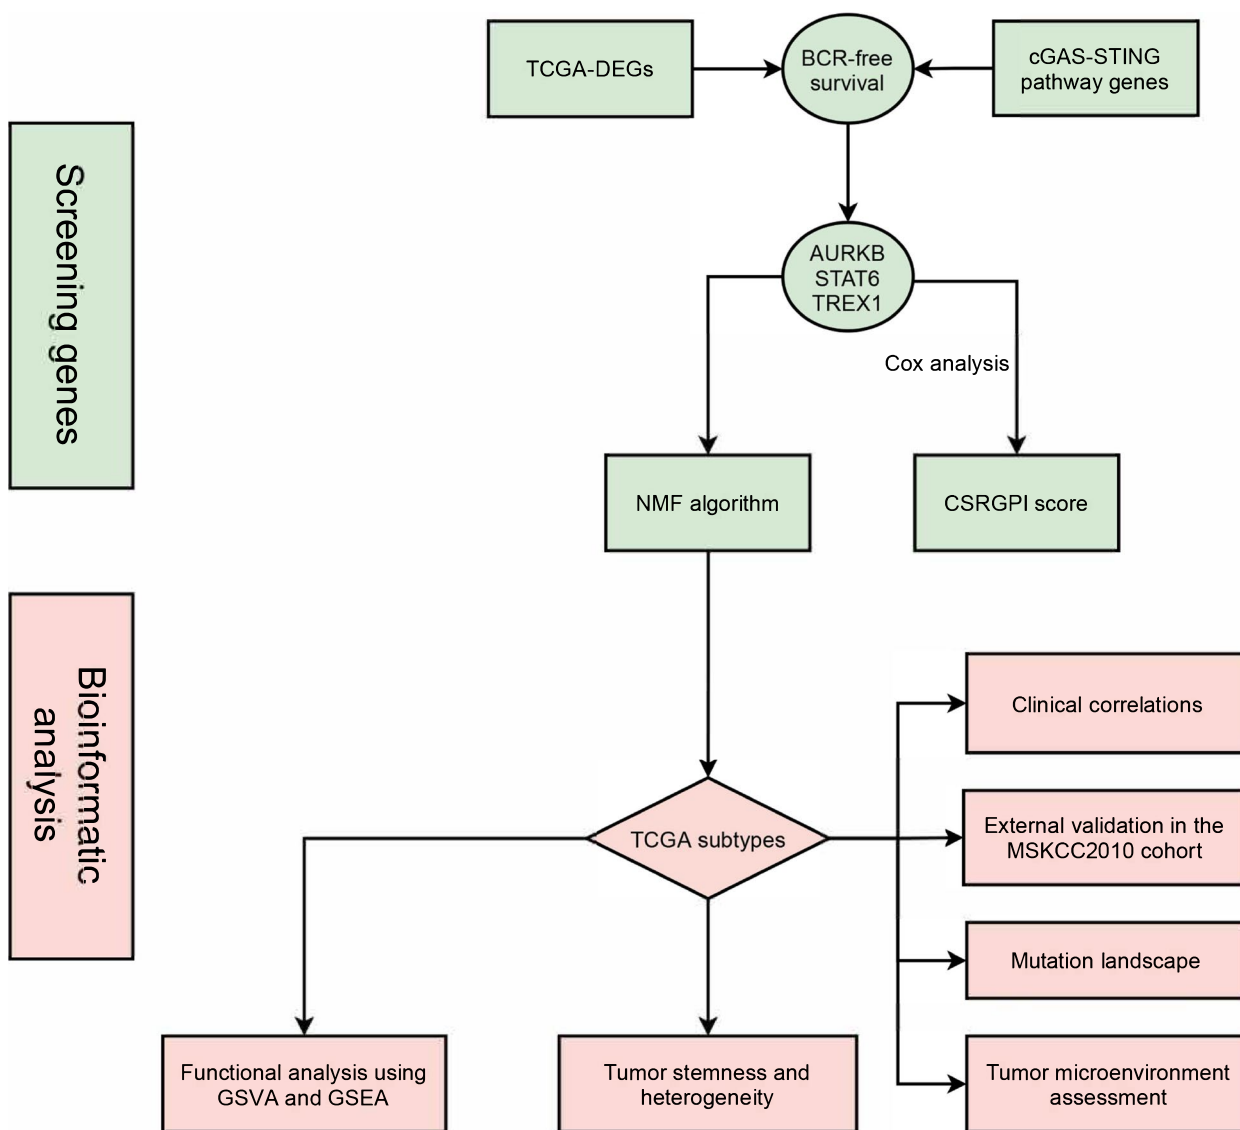 TCGA-DEGs
BCR-free
survival
cGAS-STING
pathway genes
Screening genes
AURKB
STAT6
TREX1
Cox analysis
NMF algorithm
CSRGPI score
Bioinformatic
analysis
TCGA subtypes
Clinical correlations
External validation in the
MSKCC2010 cohort
Mutation landscape
Tumor microenvironment
assessment
Functional analysis using
GSVA and GSEA
Tumor stemness and
heterogeneity